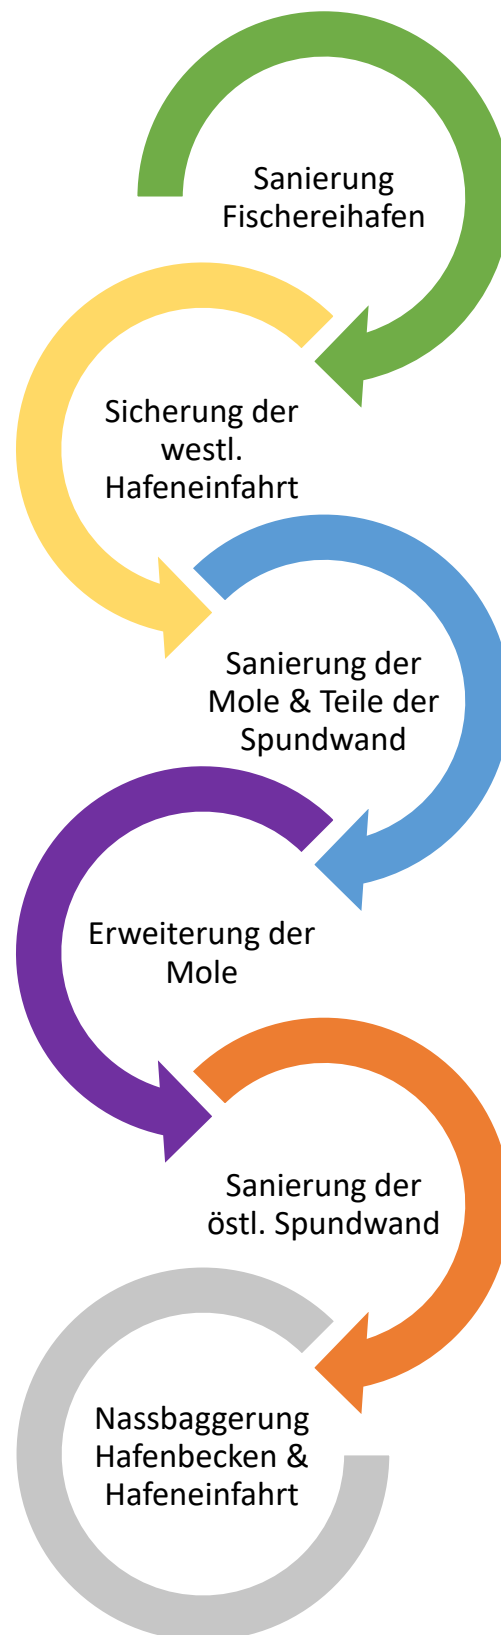 Sanierung
Fischereihafen
Sicherung der
westl.
Hafeneinfahrt
Sanierung der
Mole & Teile der
Spundwand
Erweiterung der
Mole
Sanierung der
östl. Spundwand
Nassbaggerung
Hafenbecken &
Hafeneinfahrt